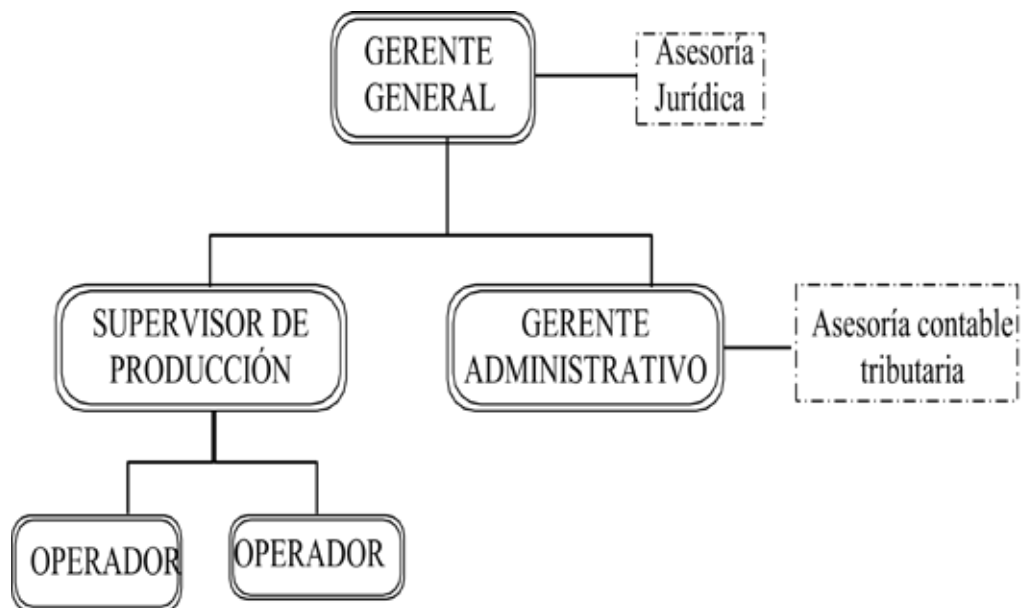 GERENTE
GENERAL
Asesoría
Jurídica
SUPERVISOR DE
PRODUCCIÓN
GERENTE
ADMINISTRATIVO
Asesoría contable
tributaria
OPERADOR
OPERADOR